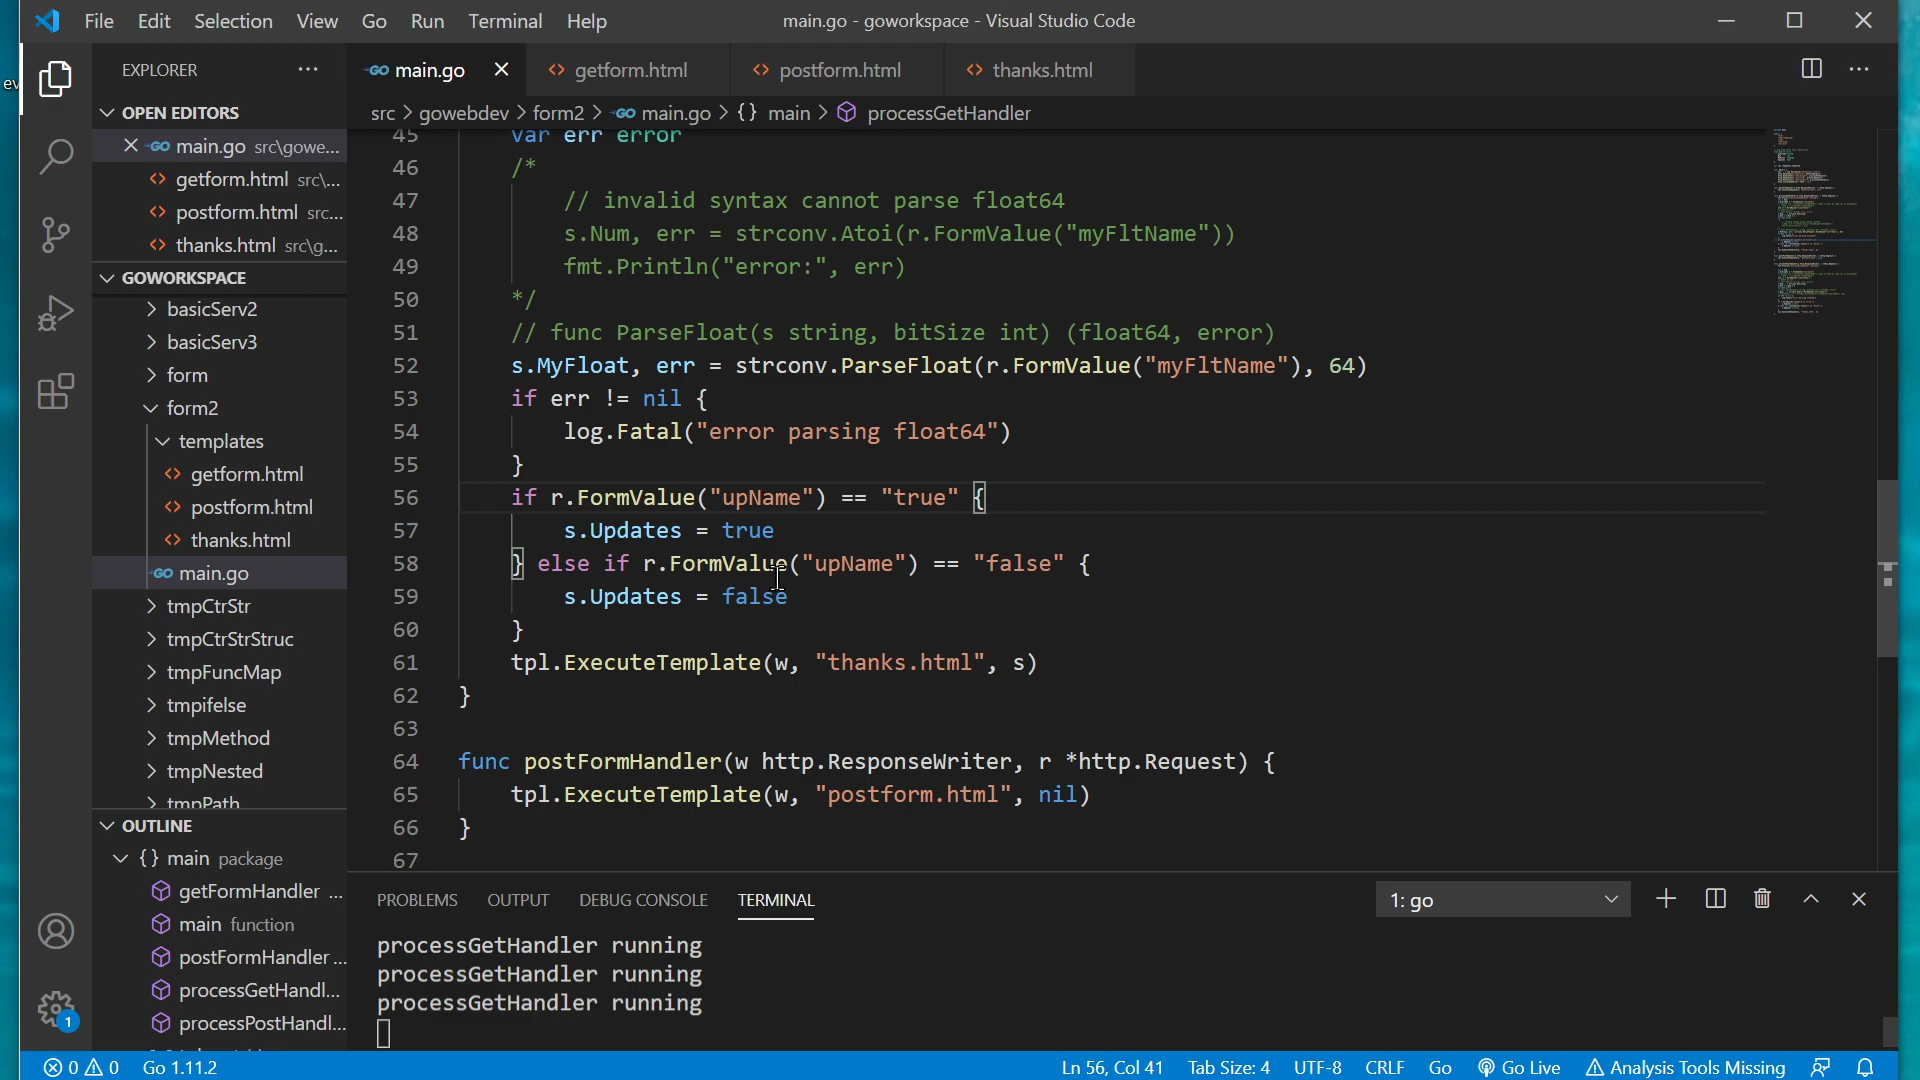 File Edit Selection View Go Run Terminal Help main.go - goworkspace - Visual Studio Code
ev
EXPLORER ...
OPEN EDITORS
main.go src\gowe...
getform.html src\...
postform.html src...
thanks.html src\g...
GOWORKSPACE
basicServ2
basicServ3
form
form2
templates
getform.html
postform.html
thanks.html
main.go
tmpCtrStr
tmpCtrStrStruc
tmpFuncMap
tmpifelse
tmpMethod
tmpNested
tmpPath
OUTLINE
{} main package
getFormHandler ...
main function
postFormHandler ...
processGetHandl...
processPostHandl...
1
main.go getform.html postform.html thanks.html
src > gowebdev > form2 > main.go > {} main > processGetHandler
45 var err error
46 /*
47 // invalid syntax cannot parse float64
48 s.Num, err = strconv.Atoi(r.FormValue("myFltName"))
49 fmt.Println("error:", err)
50 */
51 // func ParseFloat(s string, bitSize int) (float64, error)
52 s.MyFloat, err = strconv.ParseFloat(r.FormValue("myFltName"), 64)
53 if err != nil {
54 log.Fatal("error parsing float64")
55 }
56 if r.FormValue("upName") == "true" {
57 s.Updates = true
58 } else if r.FormValue("upName") == "false" {
59 s.Updates = false
60 }
61 tpl.ExecuteTemplate(w, "thanks.html", s)
62 }
63
64 func postFormHandler(w http.ResponseWriter, r *http.Request) {
65 tpl.ExecuteTemplate(w, "postform.html", nil)
66 }
67
PROBLEMS OUTPUT DEBUG CONSOLE TERMINAL 1: go
processGetHandler running
processGetHandler running
processGetHandler running
0 0 Go 1.11.2 Ln 56, Col 41 Tab Size: 4 UTF-8 CRLF Go Go Live Analysis Tools Missing